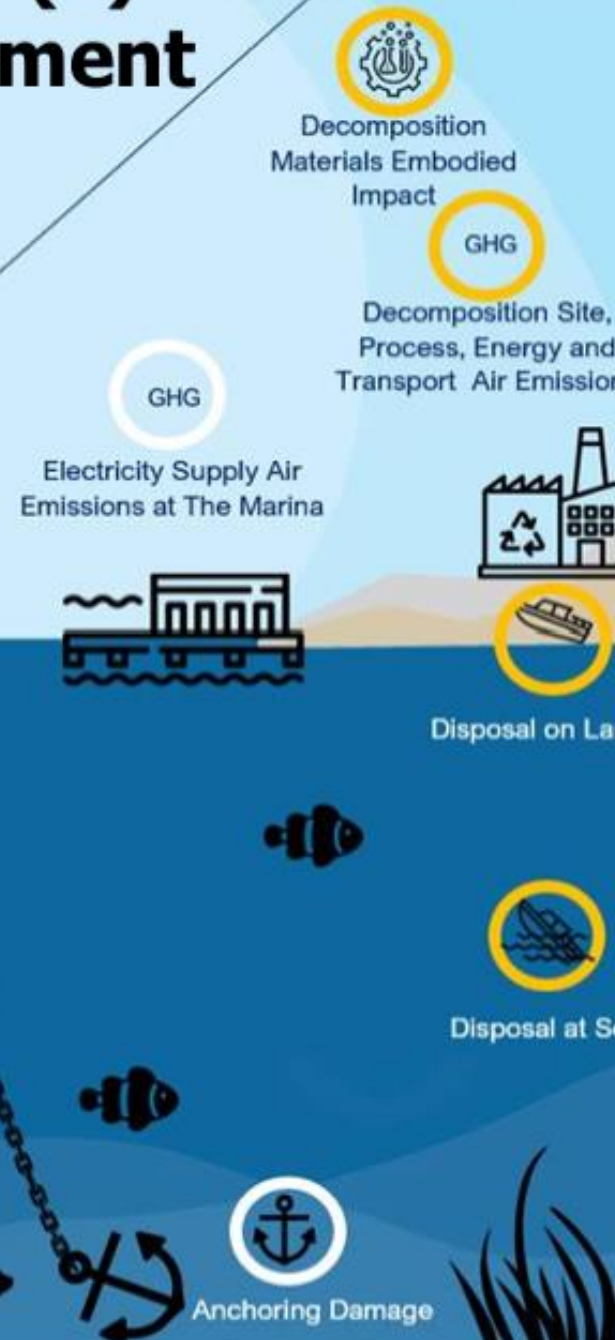 ment
Decomposition
Materials Embodied
Impact
GHG
Decomposition Site,
Process, Energy and
Transport Air Emission
GHG
Electricity Supply Air
Emissions at The Marina
Disposal on La
Disposal at Se
Anchoring Damage